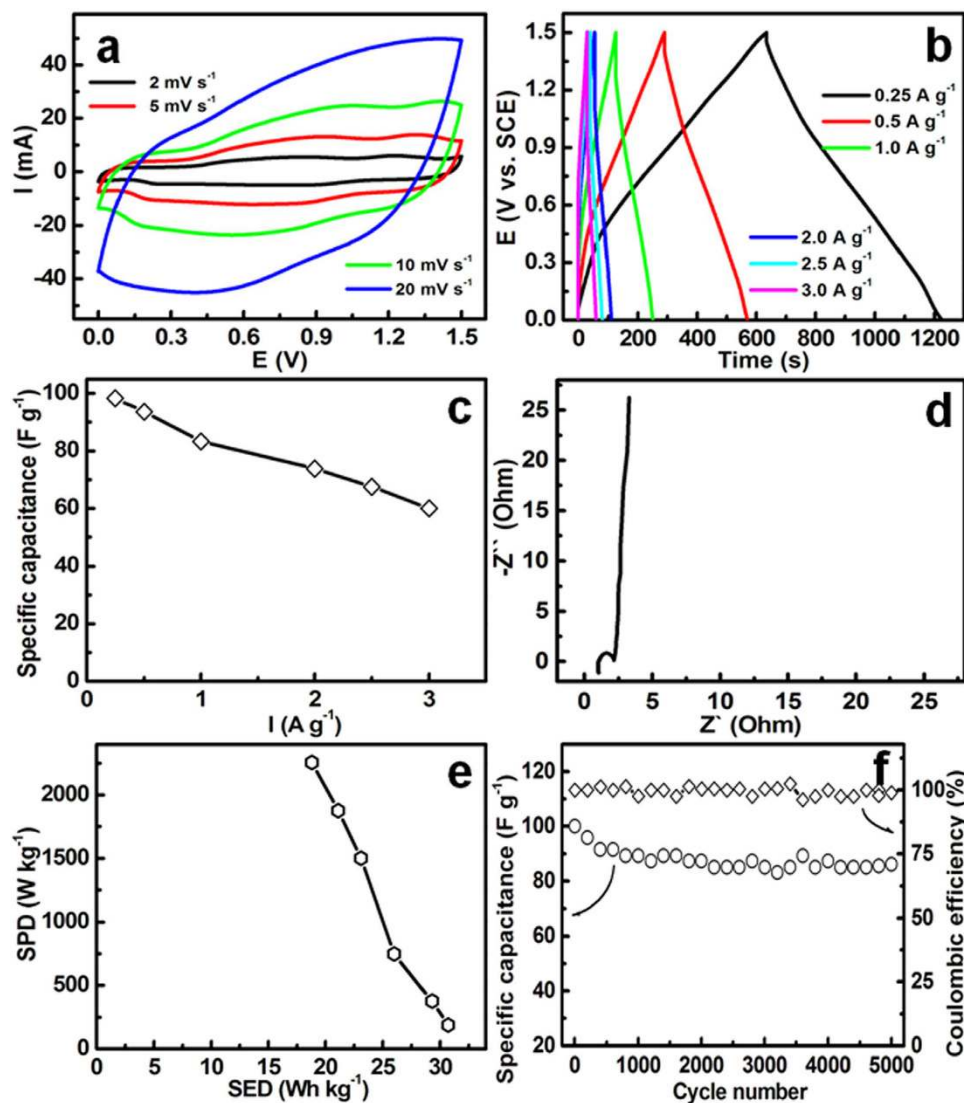 a
2 mV s⁻¹
5 mV s⁻¹
10 mV s⁻¹
20 mV s⁻¹
I (mA)
40
20
0
-20
-40
0.0 0.3 0.6 0.9 1.2 1.5
E (V)
b
0.25 A g⁻¹
0.5 A g⁻¹
1.0 A g⁻¹
2.0 A g⁻¹
2.5 A g⁻¹
3.0 A g⁻¹
E (V vs. SCE)
1.5
1.2
0.9
0.6
0.3
0.0
0 200 400 600 800 1000 1200
Time (s)
c
Specific capacitance (F g⁻¹)
100
80
60
40
20
0
1 2 3
I (A g⁻¹)
d
-Z`` (Ohm)
25
20
15
10
5
0
0 5 10 15 20 25
Z` (Ohm)
e
SPD (W kg⁻¹)
2000
1500
1000
500
0
0 5 10 15 20 25 30
SED (Wh kg⁻¹)
f
Specific capacitance (F g⁻¹)
120
100
80
60
40
20
0 1000 2000 3000 4000 5000
Cycle number
100
75
50
25
0
Coulombic efficiency (%)